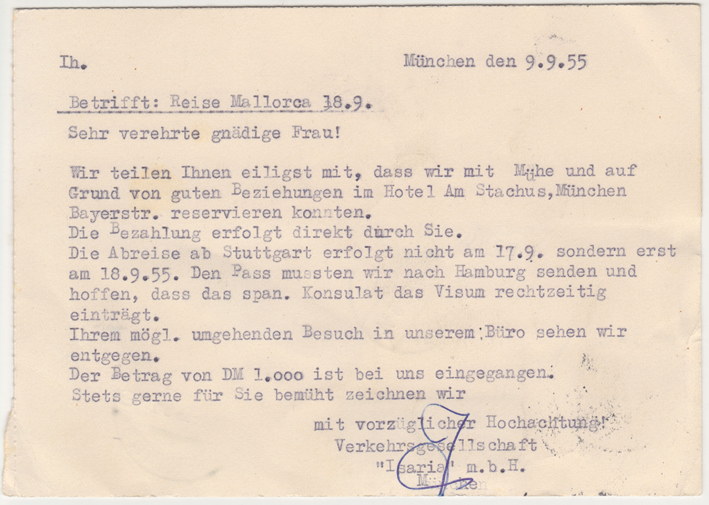 Ih.
München den 9.9.55
Betrifft: Reise Mallorca 18.9.
Sehr verehrte gnädige Frau!
Wir teilen Ihnen eiligst mit, dass wir mit Mühe und auf
Grund von guten Beziehungen im Hotel Am Stachus,München
Bayerstr. reservieren konnten.
Die Bezahlung erfolgt direkt durch Sie.
Die Abreise ab Stuttgart erfolgt nicht am 17.9. sondern erst
am 18.9.55. Den Pass mussten wir nach Hamburg senden und
hoffen, dass das span. Konsulat das Visum rechtzeitig
einträgt.
Ihrem mögl. umgehenden Besuch in unserem Büro sehen wir
entgegen.
Der Betrag von DM 1.000 ist bei uns eingegangen.
Stets gerne für Sie bemüht zeichnen wir
mit vorzüglicher Hochachtung!
Verkehrsgesellschaft
"Isaria" m.b.H.
München